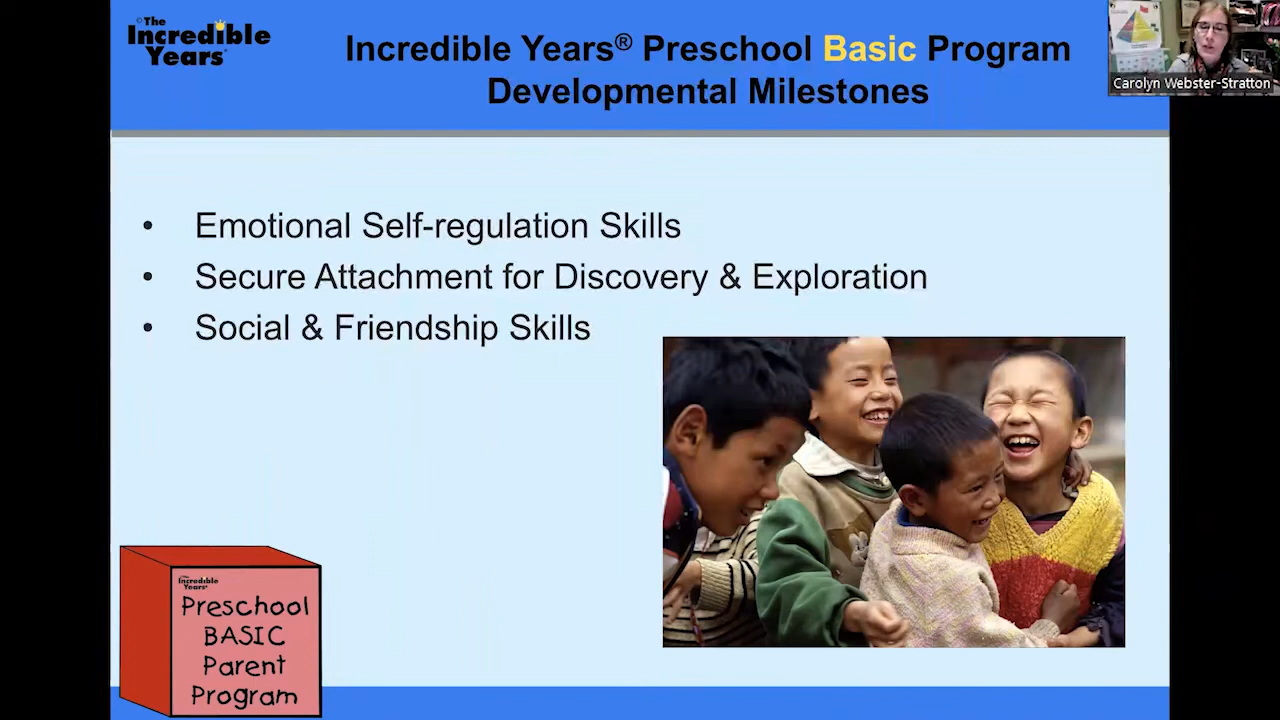 ©The
Incredible
Years®
Incredible Years® Preschool Basic Program
Developmental Milestones
Carolyn Webster-Stratton
• Emotional Self-regulation Skills
• Secure Attachment for Discovery & Exploration
• Social & Friendship Skills
The
Incredible
Years®
Preschool
BASIC
Parent
Program